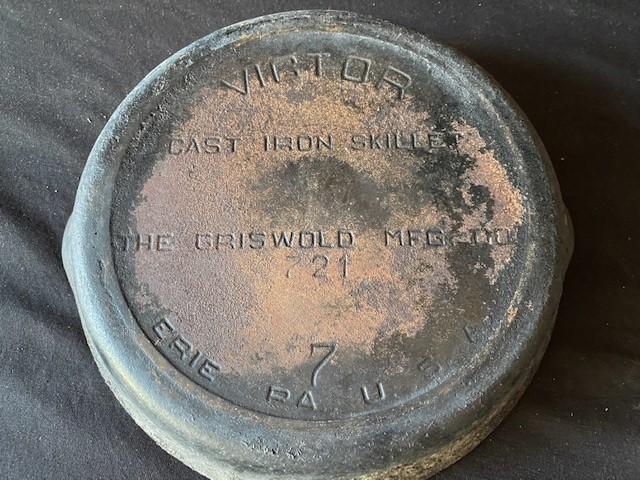 VICTOR
CAST IRON SKILLET
THE GRISWOLD MFG. CO.
721
7
ERIE PA U.S.A.